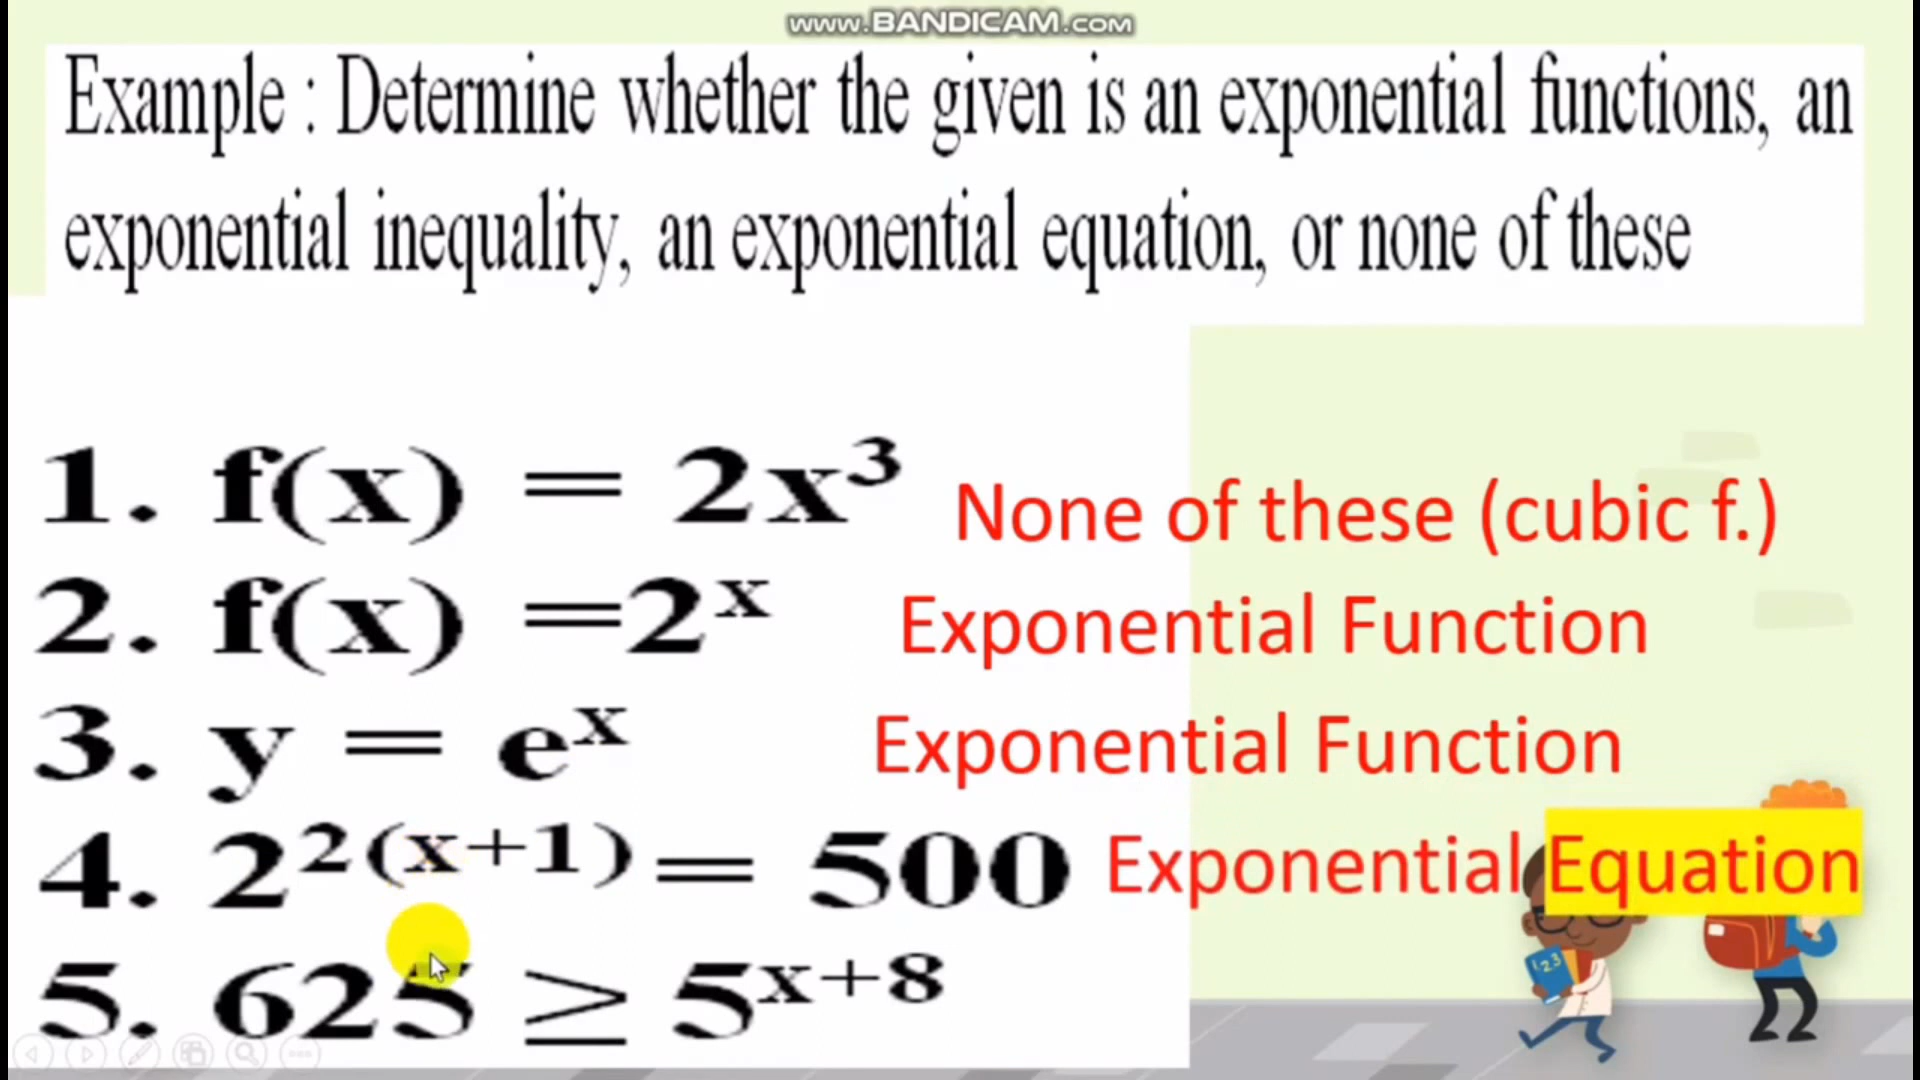 www.BANDICAM.com
Example : Determine whether the given is an exponential functions, an
exponential inequality, an exponential equation, or none of these
1. f(x) = 2x³ None of these (cubic f.)
2. f(x) =2ˣ Exponential Function
3. y = eˣ Exponential Function
4. 2²⁽ˣ⁺¹⁾= 500 Exponential Equation
5. 625 ≥ 5ˣ⁺⁸
123